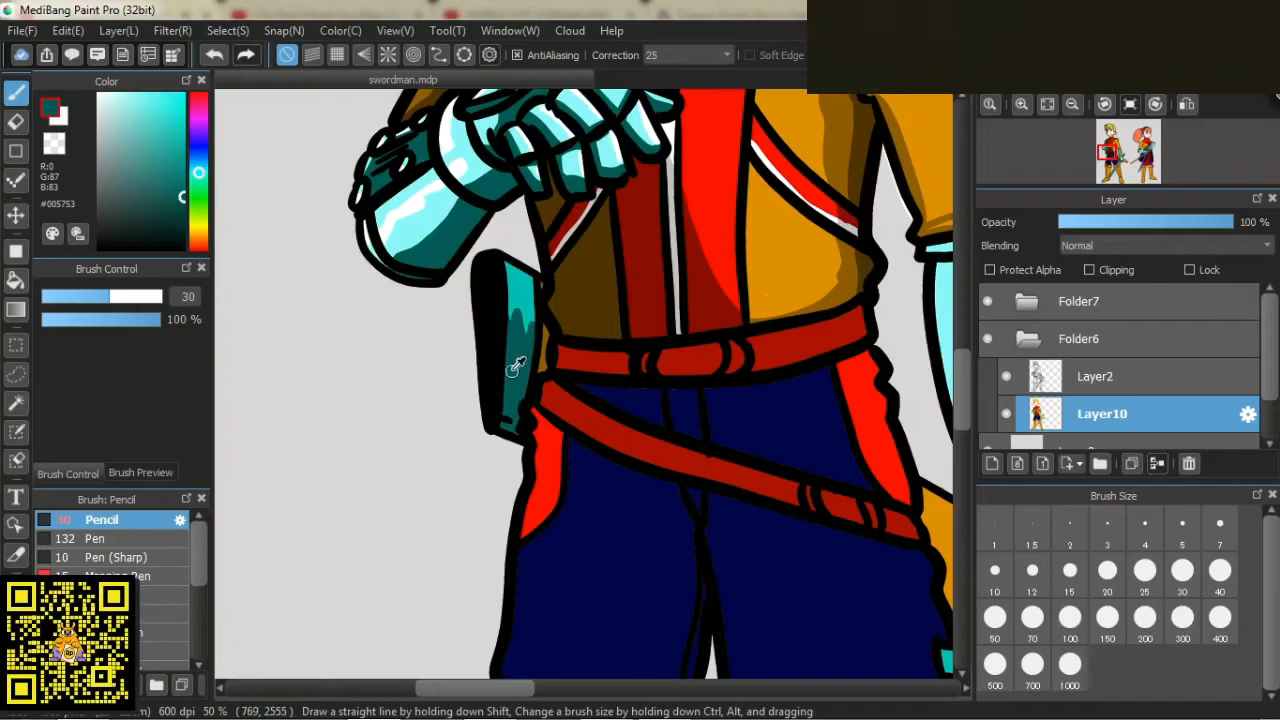 MediBang Paint Pro (32bit)
File(F) Edit(E) Layer(L) Filter(R) Select(S) Snap(N) Color(C) View(V) Tool(T) Window(W) Cloud Help
AntiAliasing Correction 25 Soft Edge
Color
swordman.mdp
R:0
G:87
B:83
#005753
Brush Control
30
100 %
Brush Control Brush Preview
Brush: Pencil
30 Pencil
132 Pen
10 Pen (Sharp)
15 Mapping Pen
Layer
Opacity 100 %
Blending Normal
Protect Alpha Clipping Lock
Folder7
Folder6
Layer2
Layer10
Brush Size
1 1.5 2 3 4 5 7
10 12 15 20 25 30 40
50 70 100 150 200 300 400
500 700 1000
600 dpi 50 % (769, 2555) Draw a straight line by holding down Shift, Change a brush size by holding down Ctrl, Alt, and dragging